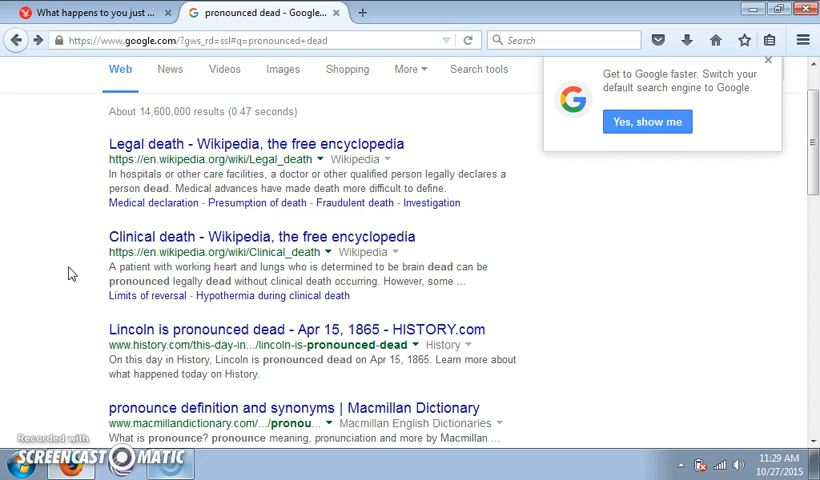 What happens to you just ...
pronounced dead - Google...
https://www.google.com/?gws_rd=ssl#q=pronounced+dead
Search
Web
News
Videos
Images
Shopping
More
Search tools
Get to Google faster. Switch your
default search engine to Google.
Yes, show me
About 14,600,000 results (0.47 seconds)
Legal death - Wikipedia, the free encyclopedia
https://en.wikipedia.org/wiki/Legal_death Wikipedia
In hospitals or other care facilities, a doctor or other qualified person legally declares a
person dead. Medical advances have made death more difficult to define.
Medical declaration - Presumption of death - Fraudulent death - Investigation
Clinical death - Wikipedia, the free encyclopedia
https://en.wikipedia.org/wiki/Clinical_death Wikipedia
A patient with working heart and lungs who is determined to be brain dead can be
pronounced legally dead without clinical death occurring. However, some ...
Limits of reversal - Hypothermia during clinical death
Lincoln is pronounced dead - Apr 15, 1865 - HISTORY.com
www.history.com/this-day-in.../lincoln-is-pronounced-dead History
On this day in History, Lincoln is pronounced dead on Apr 15, 1865. Learn more about
what happened today on History.
pronounce definition and synonyms | Macmillan Dictionary
www.macmillandictionary.com/.../pronou... Macmillan English Dictionaries
What is pronounce? pronounce meaning, pronunciation and more by Macmillan ...
Recorded with
SCREENCAST MATIC
11:29 AM
10/27/2015